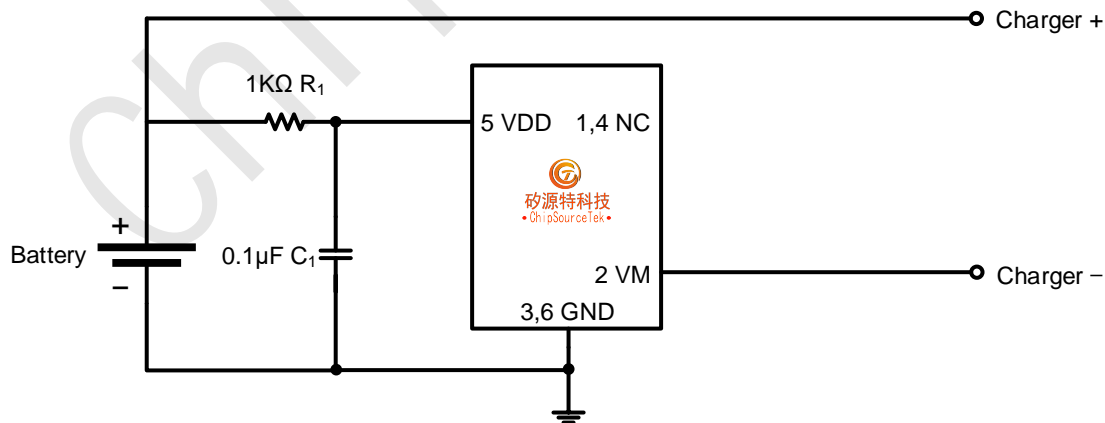 Charger +
1KΩ R1
5 VDD 1,4 NC
矽源特科技
•ChipSourceTek•
+
Battery
0.1µF C1
−
2 VM
Charger −
3,6 GND